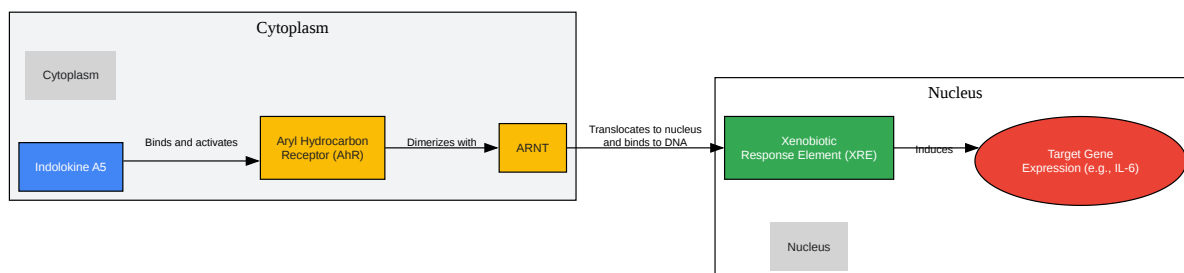 Cytoplasm
Cytoplasm
Indolokine A5
Binds and activates
Aryl Hydrocarbon
Receptor (AhR)
Dimerizes with
ARNT
Translocates to nucleus
and binds to DNA
Nucleus
Xenobiotic
Response Element (XRE)
Induces
Target Gene
Expression (e.g., IL-6)
Nucleus